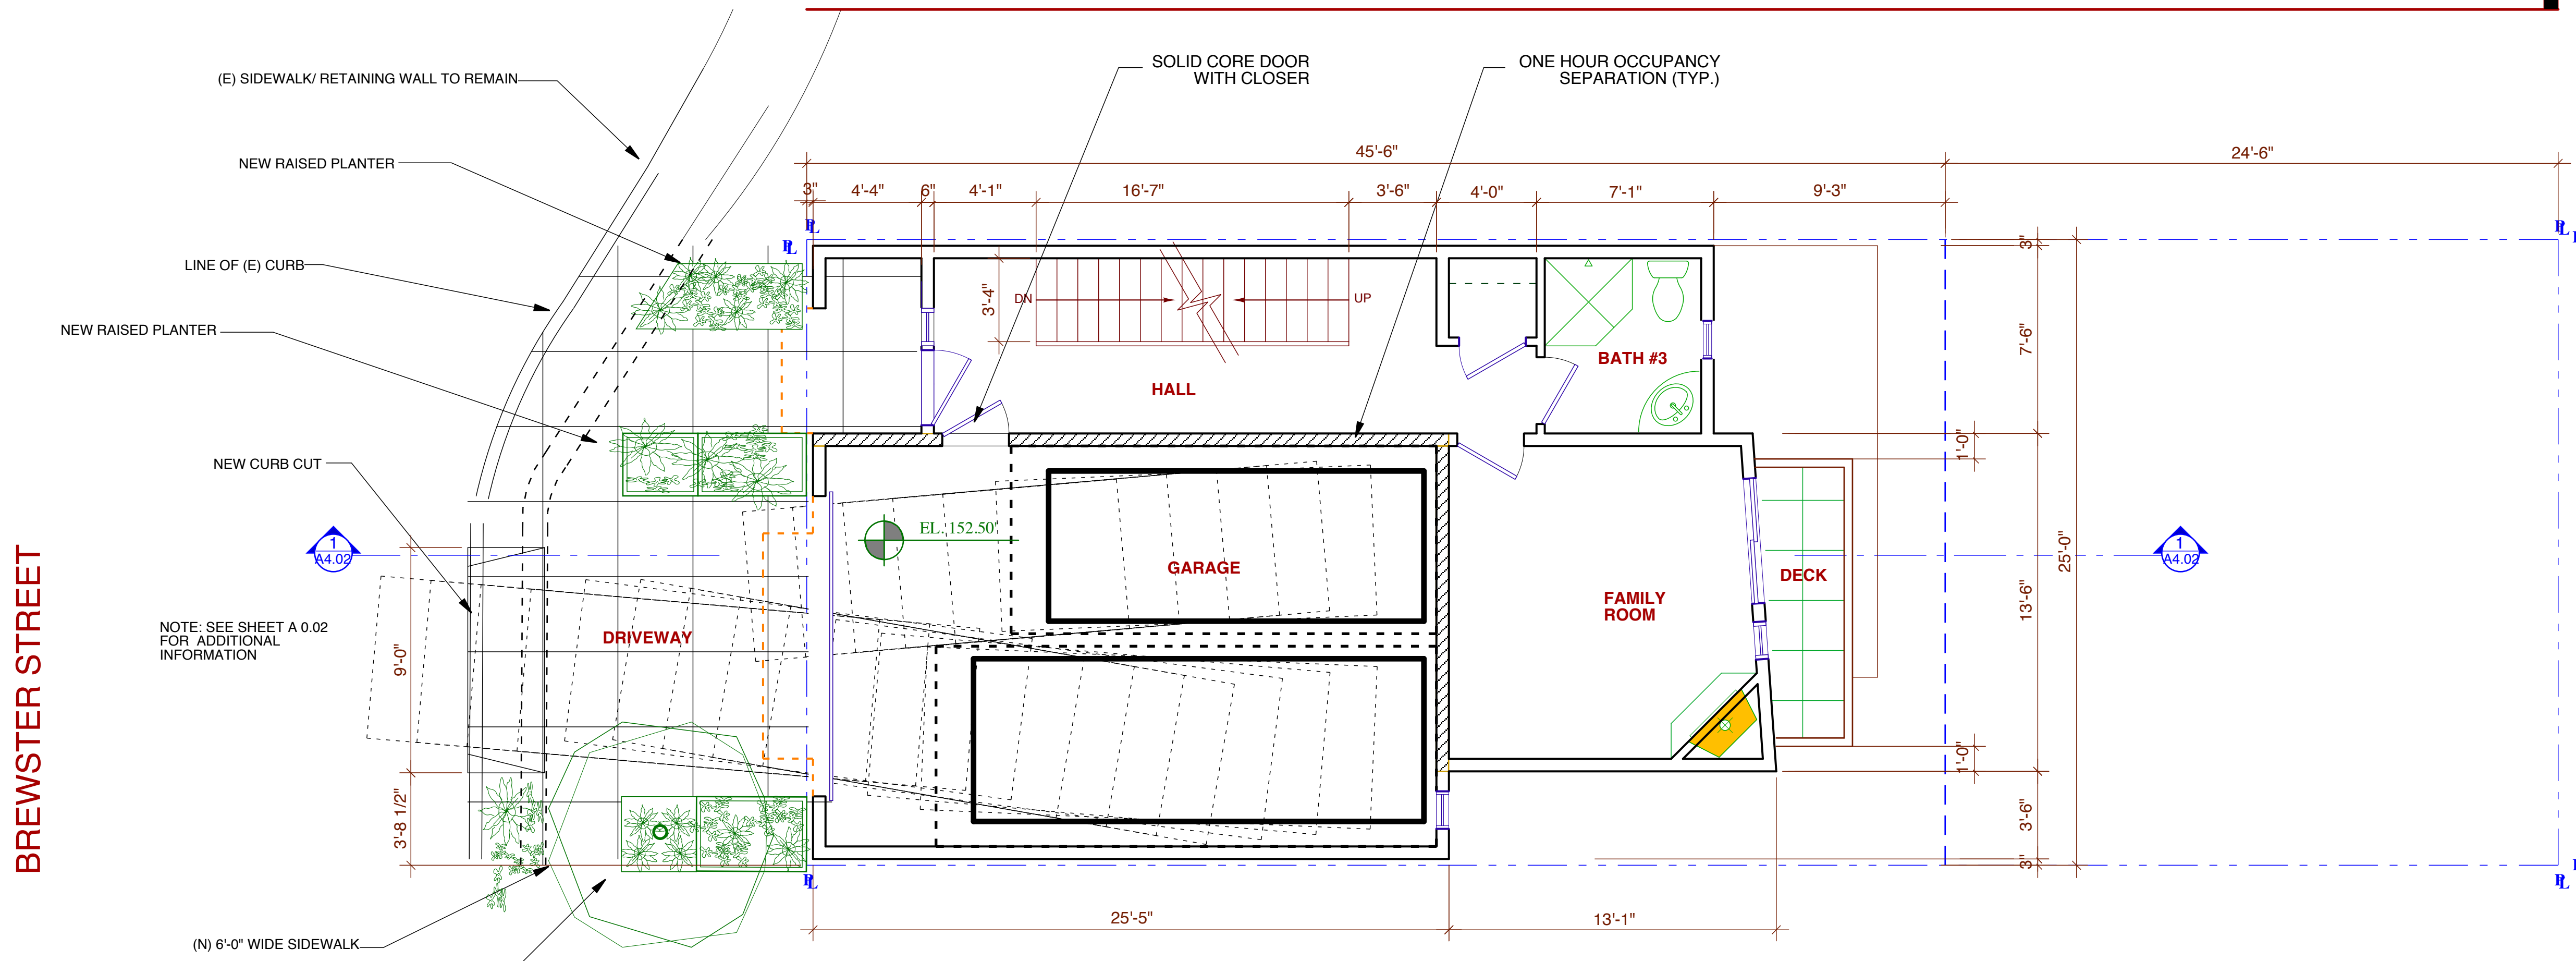 (E) SIDEWALK/ RETAINING WALL TO REMAIN
SOLID CORE DOOR
WITH CLOSER
ONE HOUR OCCUPANCY
SEPARATION (TYP.)
NEW RAISED PLANTER
45'-6"
24'-6"
3"
4'-4"
6"
4'-1"
16'-7"
3'-6"
4'-0"
7'-1"
9'-3"
PL
PL
PL
3"
LINE OF (E) CURB
3'-4"
DN
UP
NEW RAISED PLANTER
7'-6"
BATH #3
HALL
NEW CURB CUT
1'-0"
EL. 152.50'
1
A4.02
1
A4.02
25'-0"
GARAGE
DECK
FAMILY
ROOM
13'-6"
BREWSTER STREET
NOTE: SEE SHEET A 0.02
FOR ADDITIONAL
INFORMATION
DRIVEWAY
9'-0"
1'-0"
3'-8 1/2"
3'-6"
3"
PL
PL
25'-5"
13'-1"
(N) 6'-0" WIDE SIDEWALK